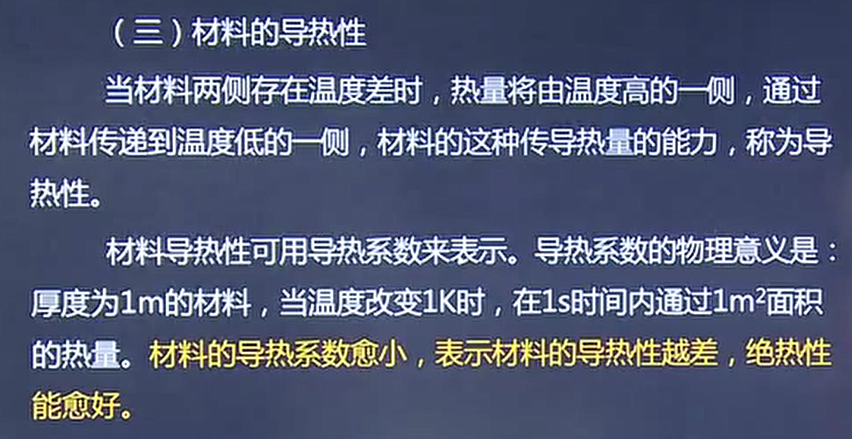 （三）材料的导热性
当材料两侧存在温度差时，热量将由温度高的一侧，通过
材料传递到温度低的一侧，材料的这种传导热量的能力，称为导
热性。
材料导热性可用导热系数来表示。导热系数的物理意义是：
厚度为1m的材料，当温度改变1K时，在1s时间内通过1m²面积
的热量。材料的导热系数愈小，表示材料的导热性越差，绝热性
能愈好。